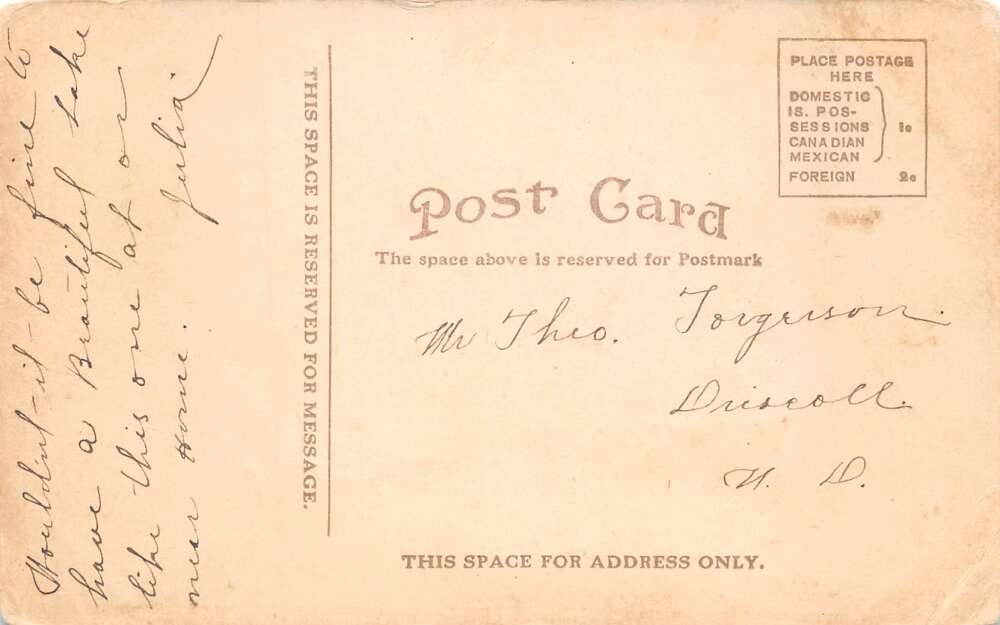 Wouldn't-it-be fine to
have a Beautiful Lake
like this one at or
near Home.
Julia.
THIS SPACE IS RESERVED FOR MESSAGE.
PLACE POSTAGE
HERE
DOMESTIC
IS. POS-
SESSIONS 1c
CANADIAN
MEXICAN
FOREIGN 2c
Post Card
The space above is reserved for Postmark
Mr Theo. Torgerson.
Driscoll.
N. D.
THIS SPACE FOR ADDRESS ONLY.